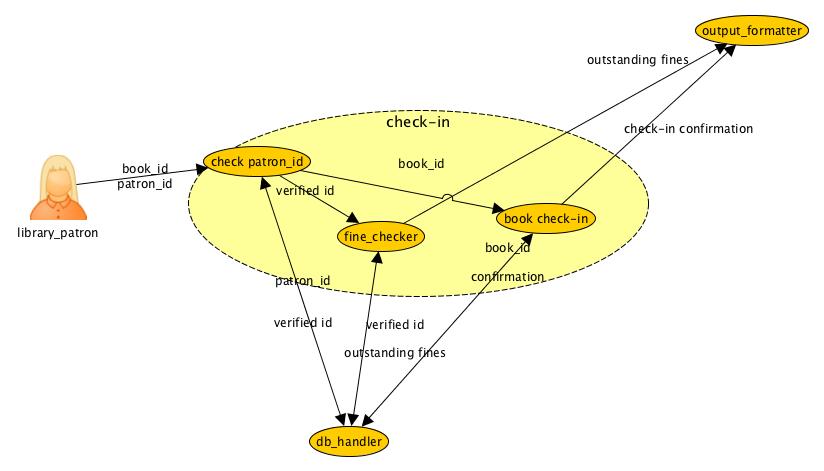 output_formatter
outstanding fines
check-in
check-in confirmation
check patron_id
book_id
book_id
patron_id
verified id
book check-in
library_patron
fine_checker
book_id
patron_id
confirmation
verified id
verified id
outstanding fines
db_handler